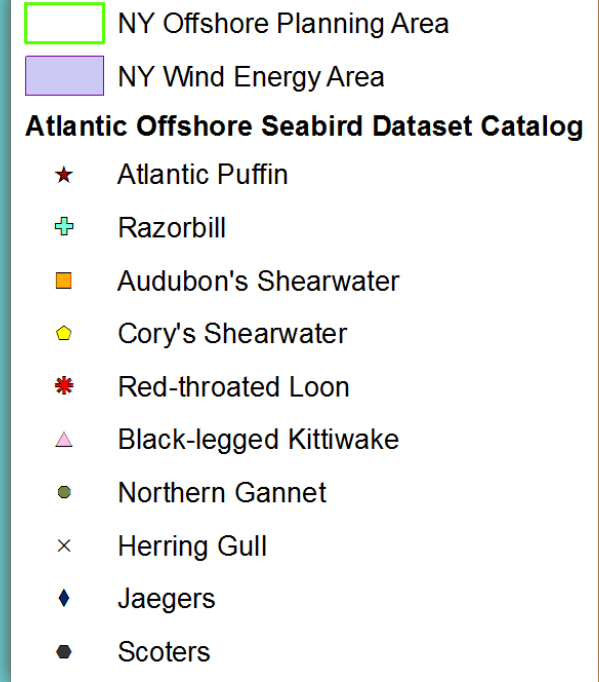 NY Offshore Planning Area
NY Wind Energy Area
Atlantic Offshore Seabird Dataset Catalog
Atlantic Puffin
Razorbill
Audubon's Shearwater
Cory's Shearwater
Red-throated Loon
Black-legged Kittiwake
Northern Gannet
Herring Gull
Jaegers
Scoters